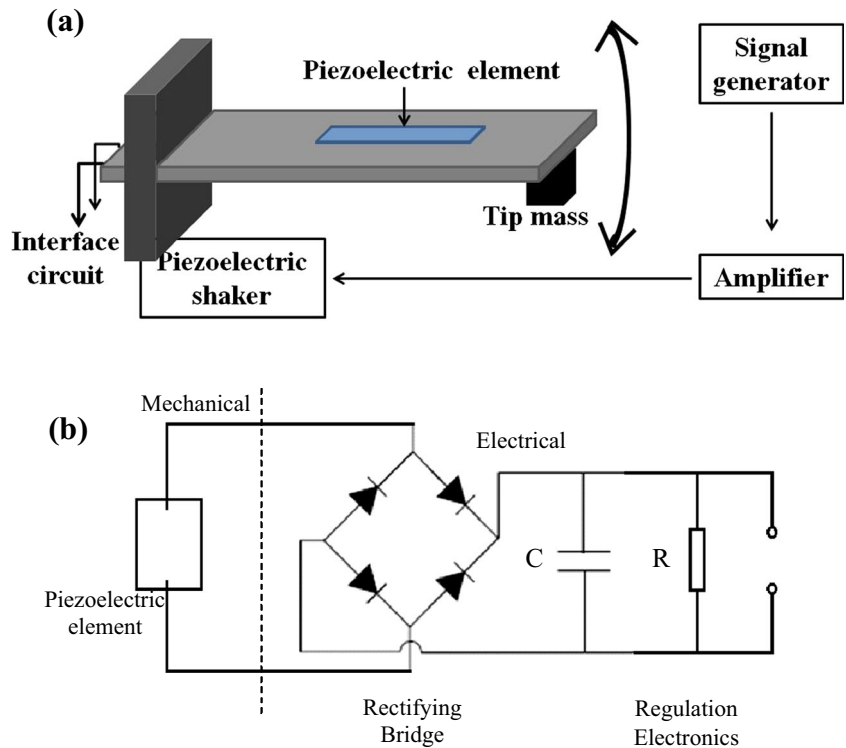 (a)
Piezoelectric element
Signal
generator
Tip mass
Interface
circuit
Piezoelectric
shaker
Amplifier
(b)
Mechanical
Electrical
C
R
Piezoelectric
element
Rectifying
Bridge
Regulation
Electronics